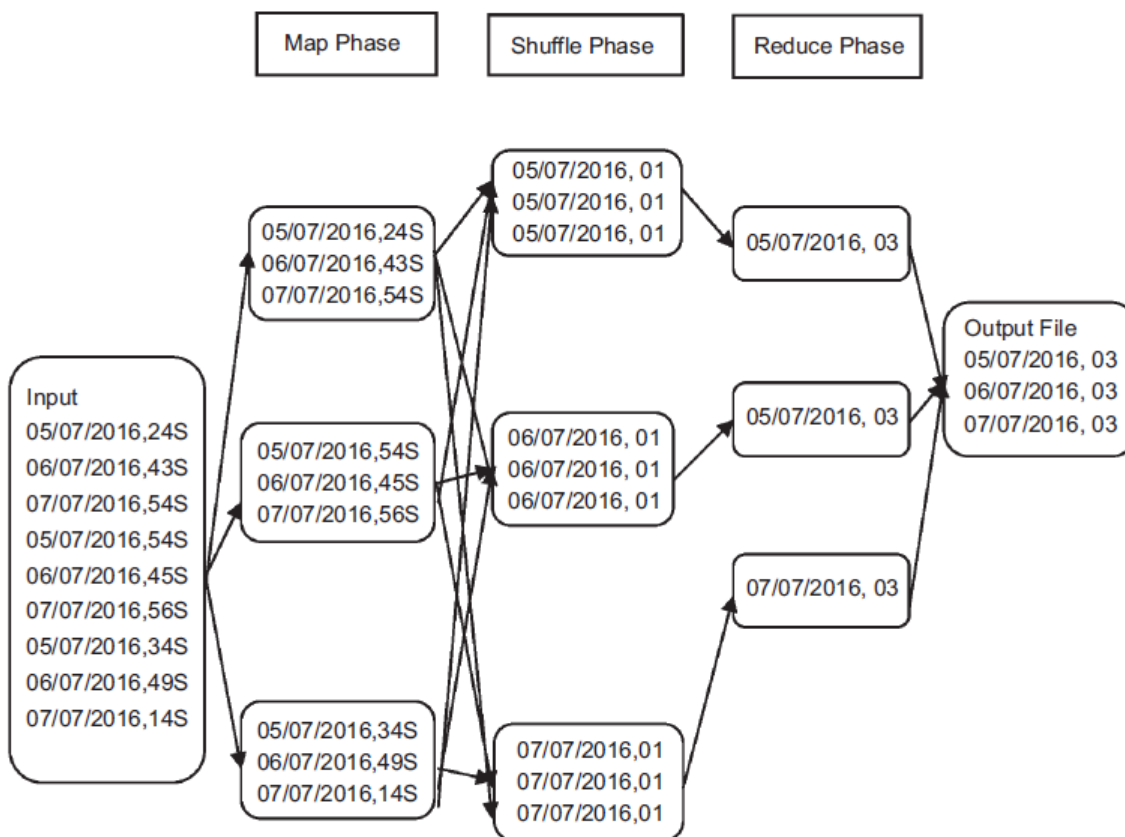 Map Phase
Shuffle Phase
Reduce Phase
Input
05/07/2016,24S
06/07/2016,43S
07/07/2016,54S
05/07/2016,54S
06/07/2016,45S
07/07/2016,56S
05/07/2016,34S
06/07/2016,49S
07/07/2016,14S
05/07/2016,24S
06/07/2016,43S
07/07/2016,54S
05/07/2016,54S
06/07/2016,45S
07/07/2016,56S
05/07/2016,34S
06/07/2016,49S
07/07/2016,14S
05/07/2016, 01
05/07/2016, 01
05/07/2016, 01
06/07/2016, 01
06/07/2016, 01
06/07/2016, 01
07/07/2016,01
07/07/2016,01
07/07/2016,01
05/07/2016, 03
05/07/2016, 03
07/07/2016, 03
Output File
05/07/2016, 03
06/07/2016, 03
07/07/2016, 03